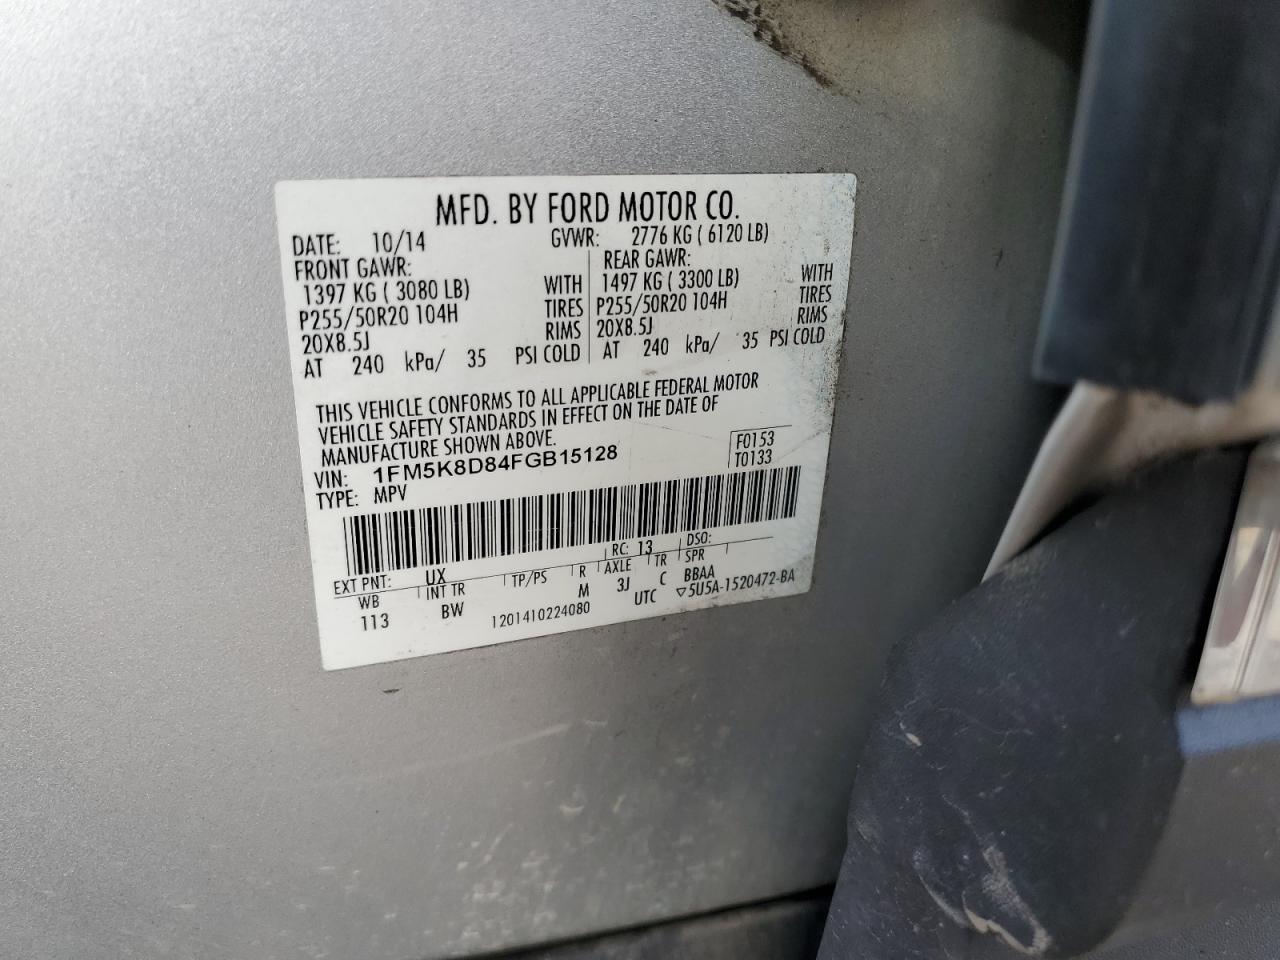 MFD. BY FORD MOTOR CO.
DATE: 10/14 GVWR: 2776 KG ( 6120 LB)
FRONT GAWR: REAR GAWR:
1397 KG ( 3080 LB) WITH 1497 KG ( 3300 LB) WITH
P255/50R20 104H TIRES P255/50R20 104H TIRES
20X8.5J RIMS 20X8.5J RIMS
AT 240 kPa/ 35 PSI COLD AT 240 kPa/ 35 PSI COLD
THIS VEHICLE CONFORMS TO ALL APPLICABLE FEDERAL MOTOR
VEHICLE SAFETY STANDARDS IN EFFECT ON THE DATE OF
MANUFACTURE SHOWN ABOVE.
VIN: 1FM5K8D84FGB15128 F0153
TYPE: MPV T0133
EXT PNT: UX RC: 13 DSO:
WB INT TR TP/PS R AXLE TR SPR
113 BW M 3J C BBAA
1201410224080 UTC ▽5U5A-1520472-BA